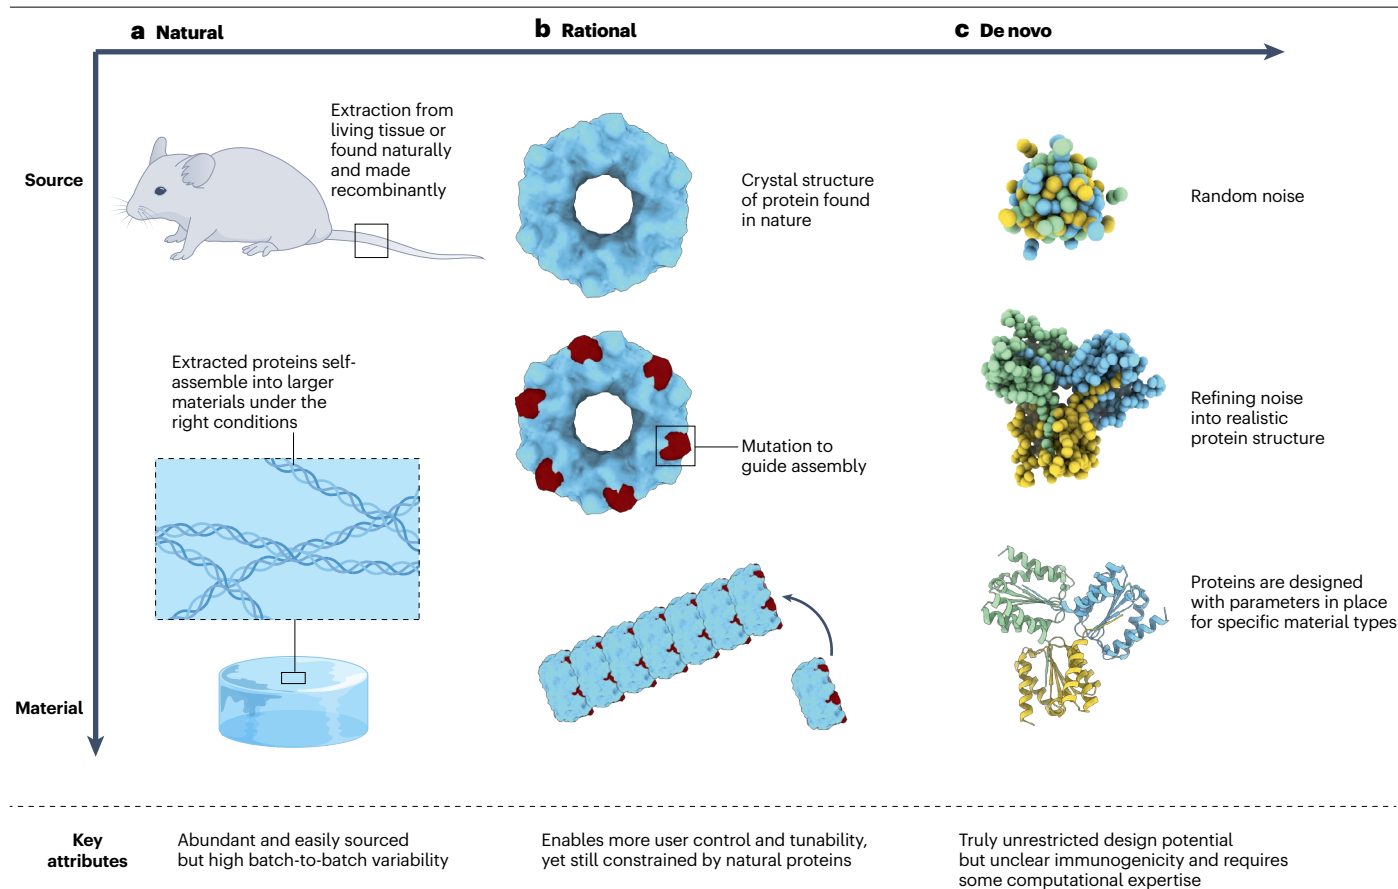 a Natural
b Rational
c De novo
Source
Extraction from
living tissue or
found naturally
and made
recombinantly
Crystal structure
of protein found
in nature
Random noise
Extracted proteins self-
assemble into larger
materials under the
right conditions
Mutation to
guide assembly
Refining noise
into realistic
protein structure
Proteins are designed
with parameters in place
for specific material types
Material
Key
attributes
Abundant and easily sourced
but high batch-to-batch variability
Enables more user control and tunability,
yet still constrained by natural proteins
Truly unrestricted design potential
but unclear immunogenicity and requires
some computational expertise